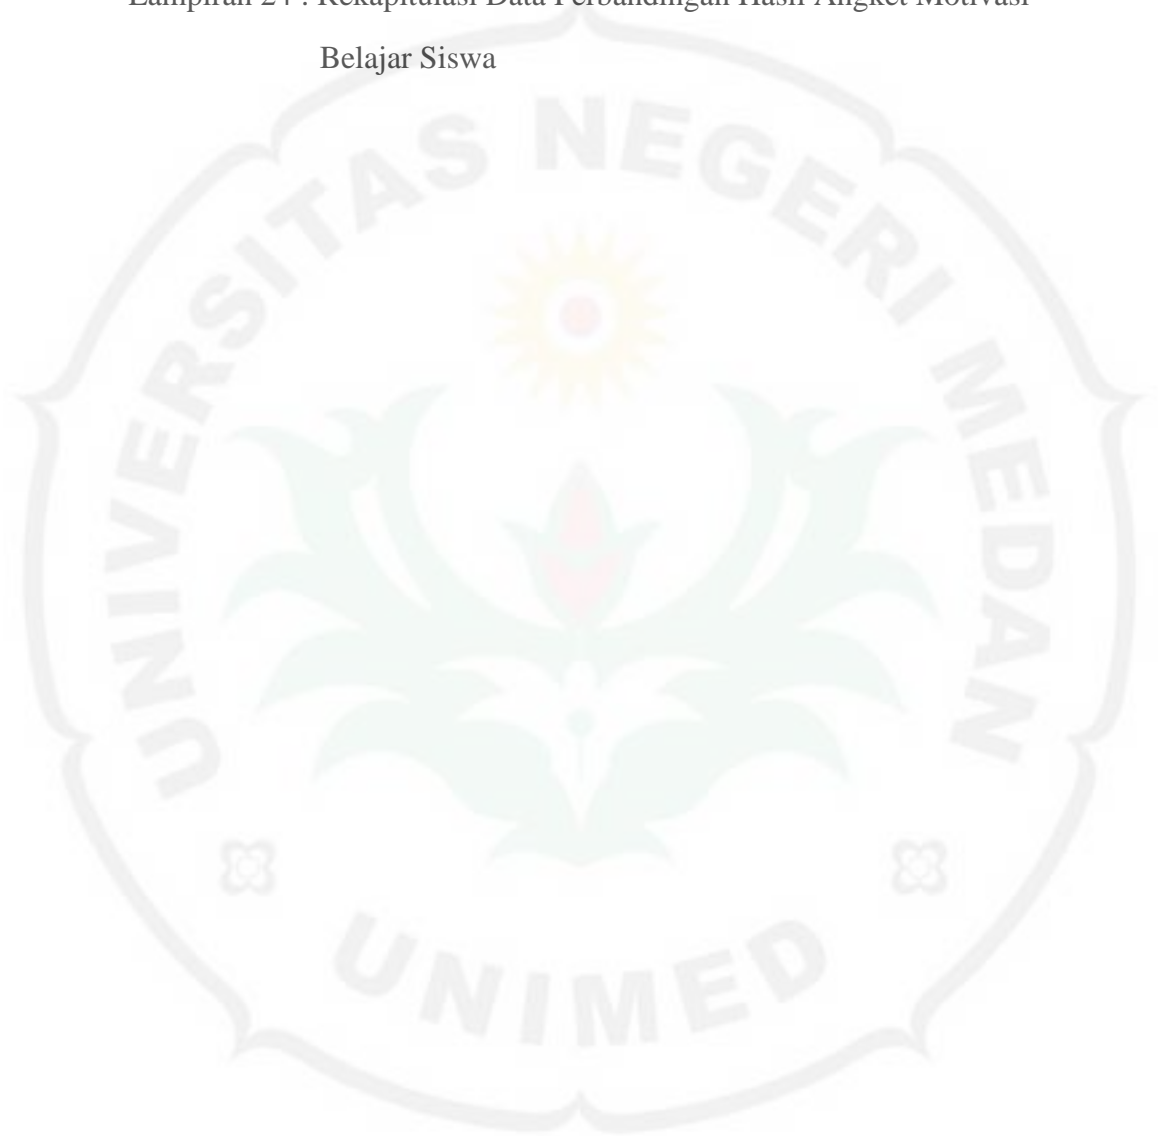 Lampiran 24 : Rekapitulasi Data Perbandingan Hasil Angket Motivasi
Belajar Siswa
UNIVERSITAS NEGERI MEDAN
UNIMED